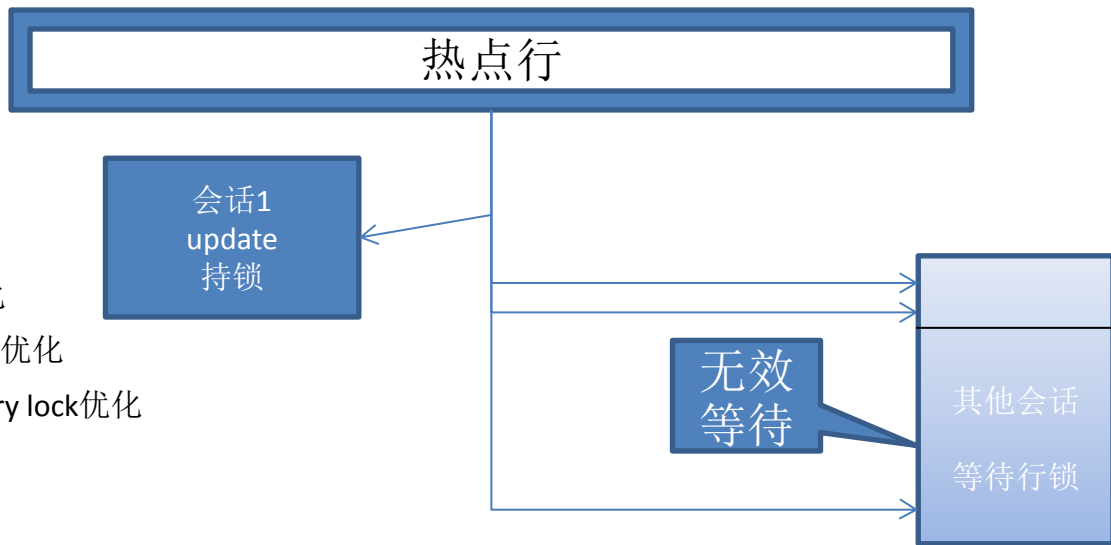 热点行
会话1
update
持锁
化
优化
ry lock优化
无效
等待
其他会话
等待行锁